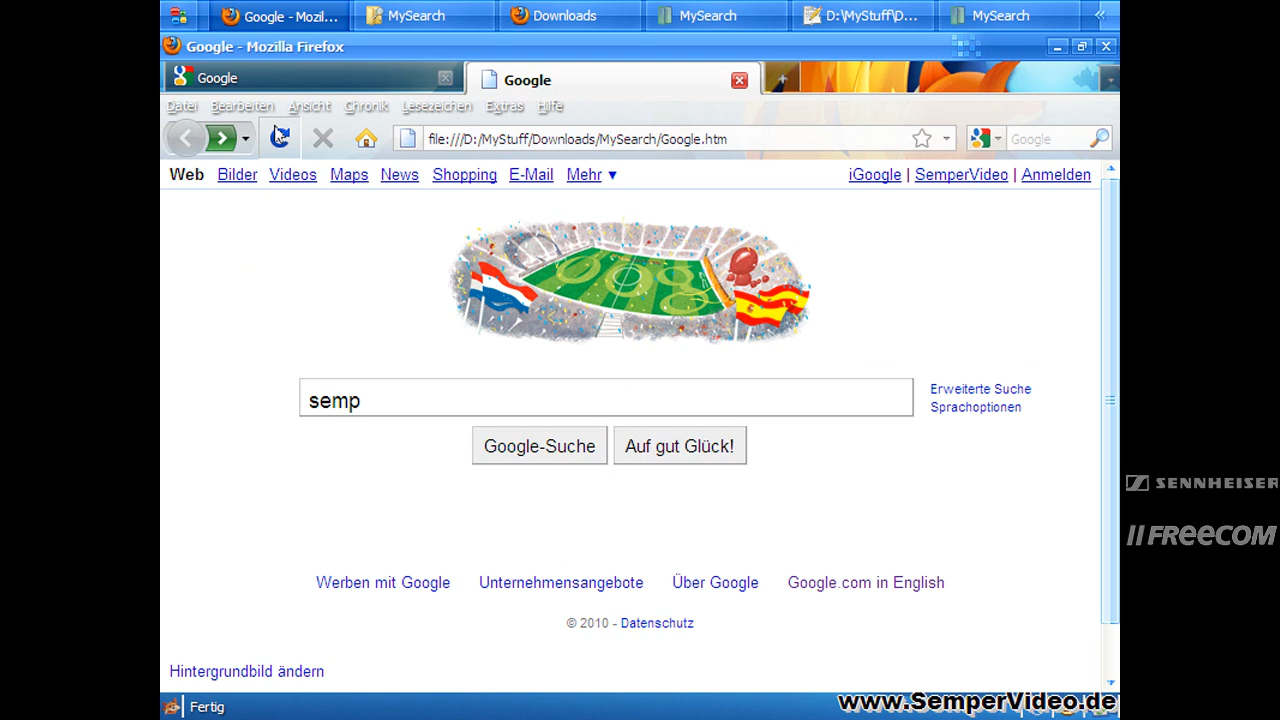 Google - Mozil... MySearch Downloads MySearch D:\MyStuff\D... MySearch
Google - Mozilla Firefox
Google Google
Datei Bearbeiten Ansicht Chronik Lesezeichen Extras Hilfe
file:///D:/MyStuff/Downloads/MySearch/Google.htm Google
Web Bilder Videos Maps News Shopping E-Mail Mehr ▼ iGoogle | SemperVideo | Anmelden
semp
Erweiterte Suche
Sprachoptionen
Google-Suche Auf gut Glück!
SENNHEISER
FREECOM
Werben mit Google Unternehmensangebote Über Google Google.com in English
© 2010 - Datenschutz
Hintergrundbild ändern
Fertig
www.SemperVideo.de